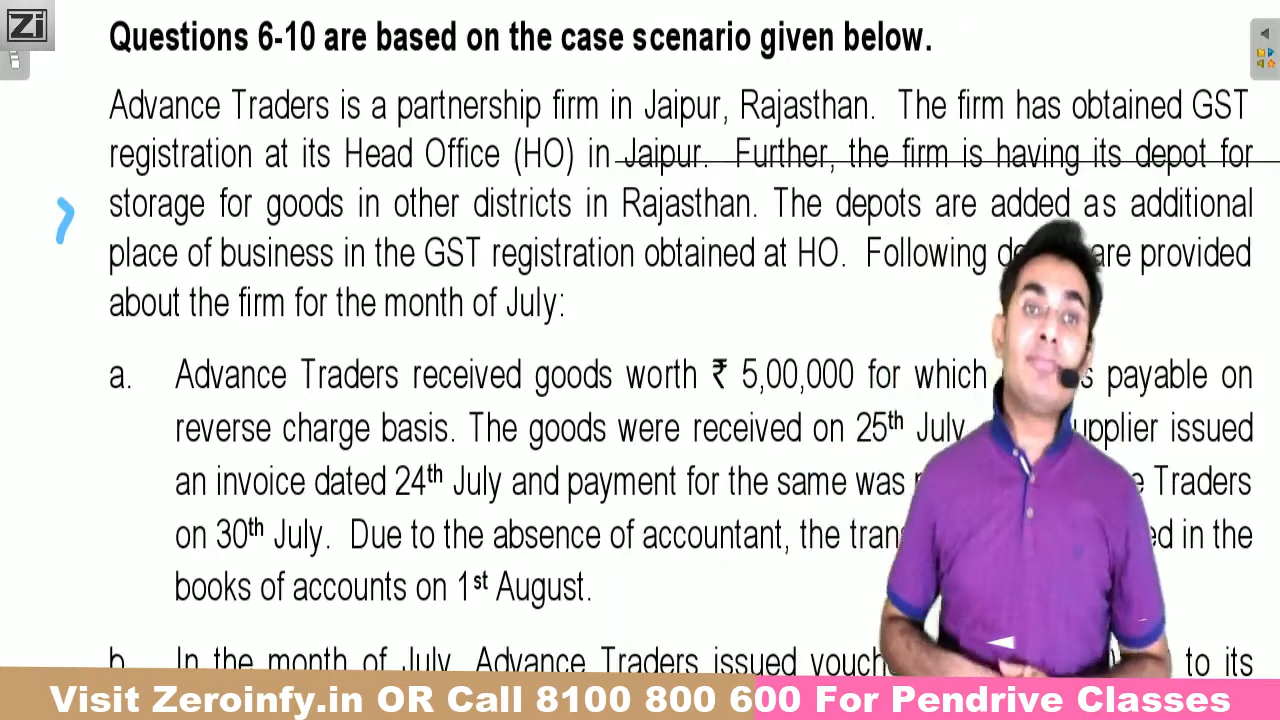 Zi
Questions 6-10 are based on the case scenario given below.
Advance Traders is a partnership firm in Jaipur, Rajasthan. The firm has obtained GST
registration at its Head Office (HO) in Jaipur. Further, the firm is having its depot for
storage for goods in other districts in Rajasthan. The depots are added as additional
place of business in the GST registration obtained at HO. Following are provided
about the firm for the month of July:
a. Advance Traders received goods worth ₹ 5,00,000 for which payable on
reverse charge basis. The goods were received on 25th July supplier issued
an invoice dated 24th July and payment for the same was Traders
on 30th July. Due to the absence of accountant, the in the
books of accounts on 1st August.
b. In the month of July, Advance Traders issued to its
Visit Zeroinfy.in OR Call 8100 800 600 For Pendrive Classes